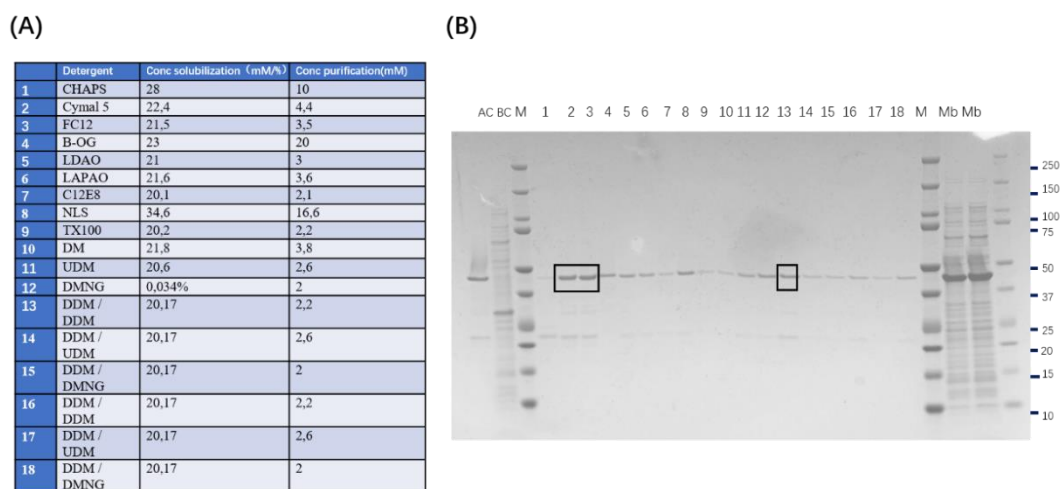 (A)
(B)
Detergent Conc solubilization (mM/%) Conc purification(mM)
1 CHAPS 28 10
2 Cymal 5 22,4 4,4
3 FC12 21,5 3,5
4 B-OG 23 20
5 LDAO 21 3
6 LAPAO 21,6 3,6
7 C12E8 20,1 2,1
8 NLS 34,6 16,6
9 TX100 20,2 2,2
10 DM 21,8 3,8
11 UDM 20,6 2,6
12 DMNG 0,034% 2
13 DDM / 20,17 2,2
DDM
14 DDM / 20,17 2,6
UDM
15 DDM / 20,17 2
DMNG
16 DDM / 20,17 2,2
DDM
17 DDM / 20,17 2,6
UDM
18 DDM / 20,17 2
DMNG
AC BC M 1 2 3 4 5 6 7 8 9 10 11 12 13 14 15 16 17 18 M Mb Mb
250
150
100
75
50
37
25
20
15
10